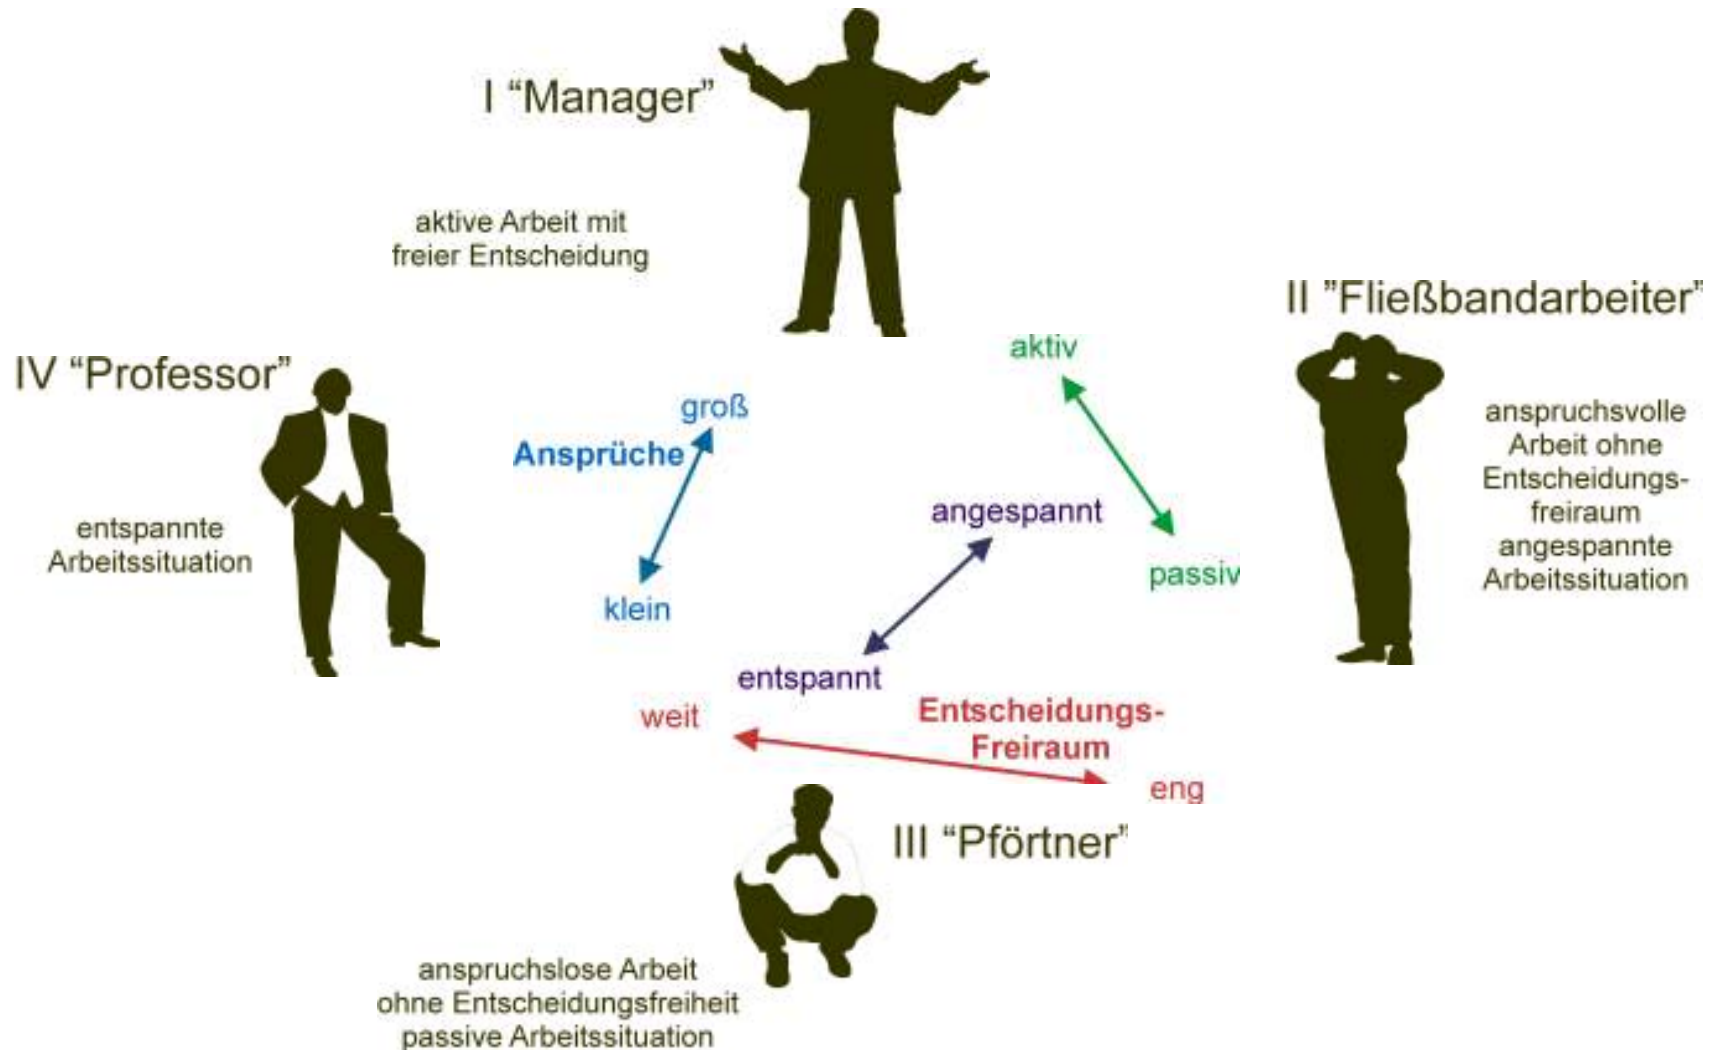 I “Manager”
aktive Arbeit mit
freier Entscheidung
II ”Fließbandarbeiter”
anspruchsvolle
Arbeit ohne
Entscheidungs-
freiraum
angespannte
Arbeitssituation
IV “Professor”
entspannte
Arbeitssituation
aktiv
passiv
groß
Ansprüche
klein
angespannt
entspannt
weit
Entscheidungs-
Freiraum
eng
III “Pförtner”
anspruchslose Arbeit
ohne Entscheidungsfreiheit
passive Arbeitssituation